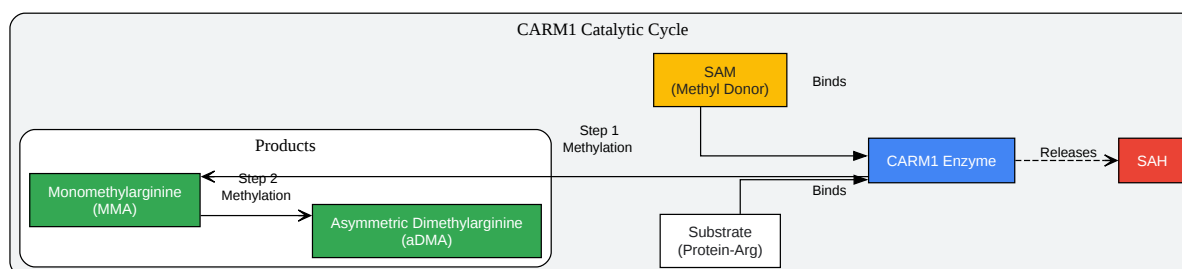 CARM1 Catalytic Cycle
SAM
(Methyl Donor)
Binds
Step 1
Methylation
Products
CARM1 Enzyme
Releases
SAH
Monomethylarginine
(MMA)
Step 2
Methylation
Binds
Asymmetric Dimethylarginine
(aDMA)
Substrate
(Protein-Arg)